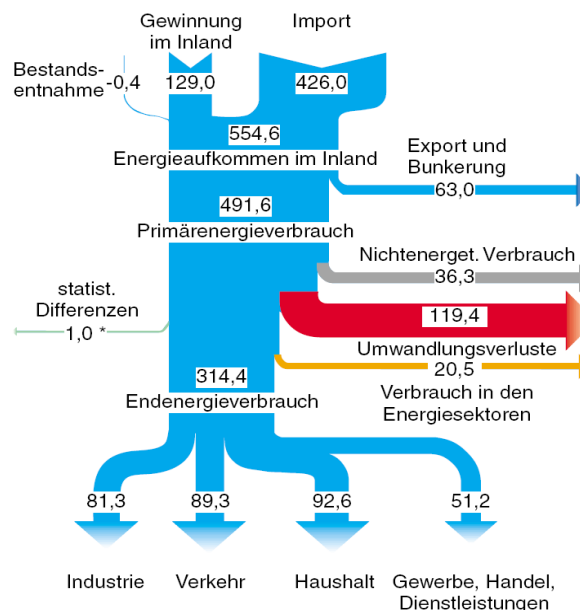 Gewinnung
im Inland
Import
Bestands-
entnahme
-0,4
129,0
426,0
554,6
Energieaufkommen im Inland
Export und
Bunkerung
63,0
491,6
Primärenergieverbrauch
Nichtenerget. Verbrauch
36,3
statist.
Differenzen
1,0 *
119,4
Umwandlungsverluste
20,5
Verbrauch in den
Energiesektoren
314,4
Endenergieverbrauch
81,3
89,3
92,6
51,2
Industrie
Verkehr
Haushalt
Gewerbe, Handel,
Dienstleistungen